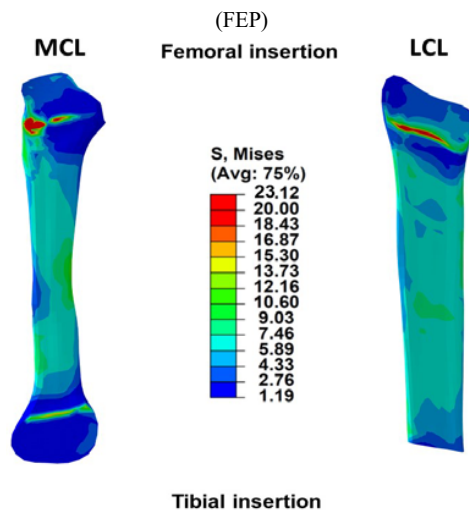 (FEP)
MCL
Femoral insertion
LCL
S, Mises
(Avg: 75%)
23.12
20.00
18.43
16.87
15.30
13.73
12.16
10.60
9.03
7.46
5.89
4.33
2.76
1.19
Tibial insertion